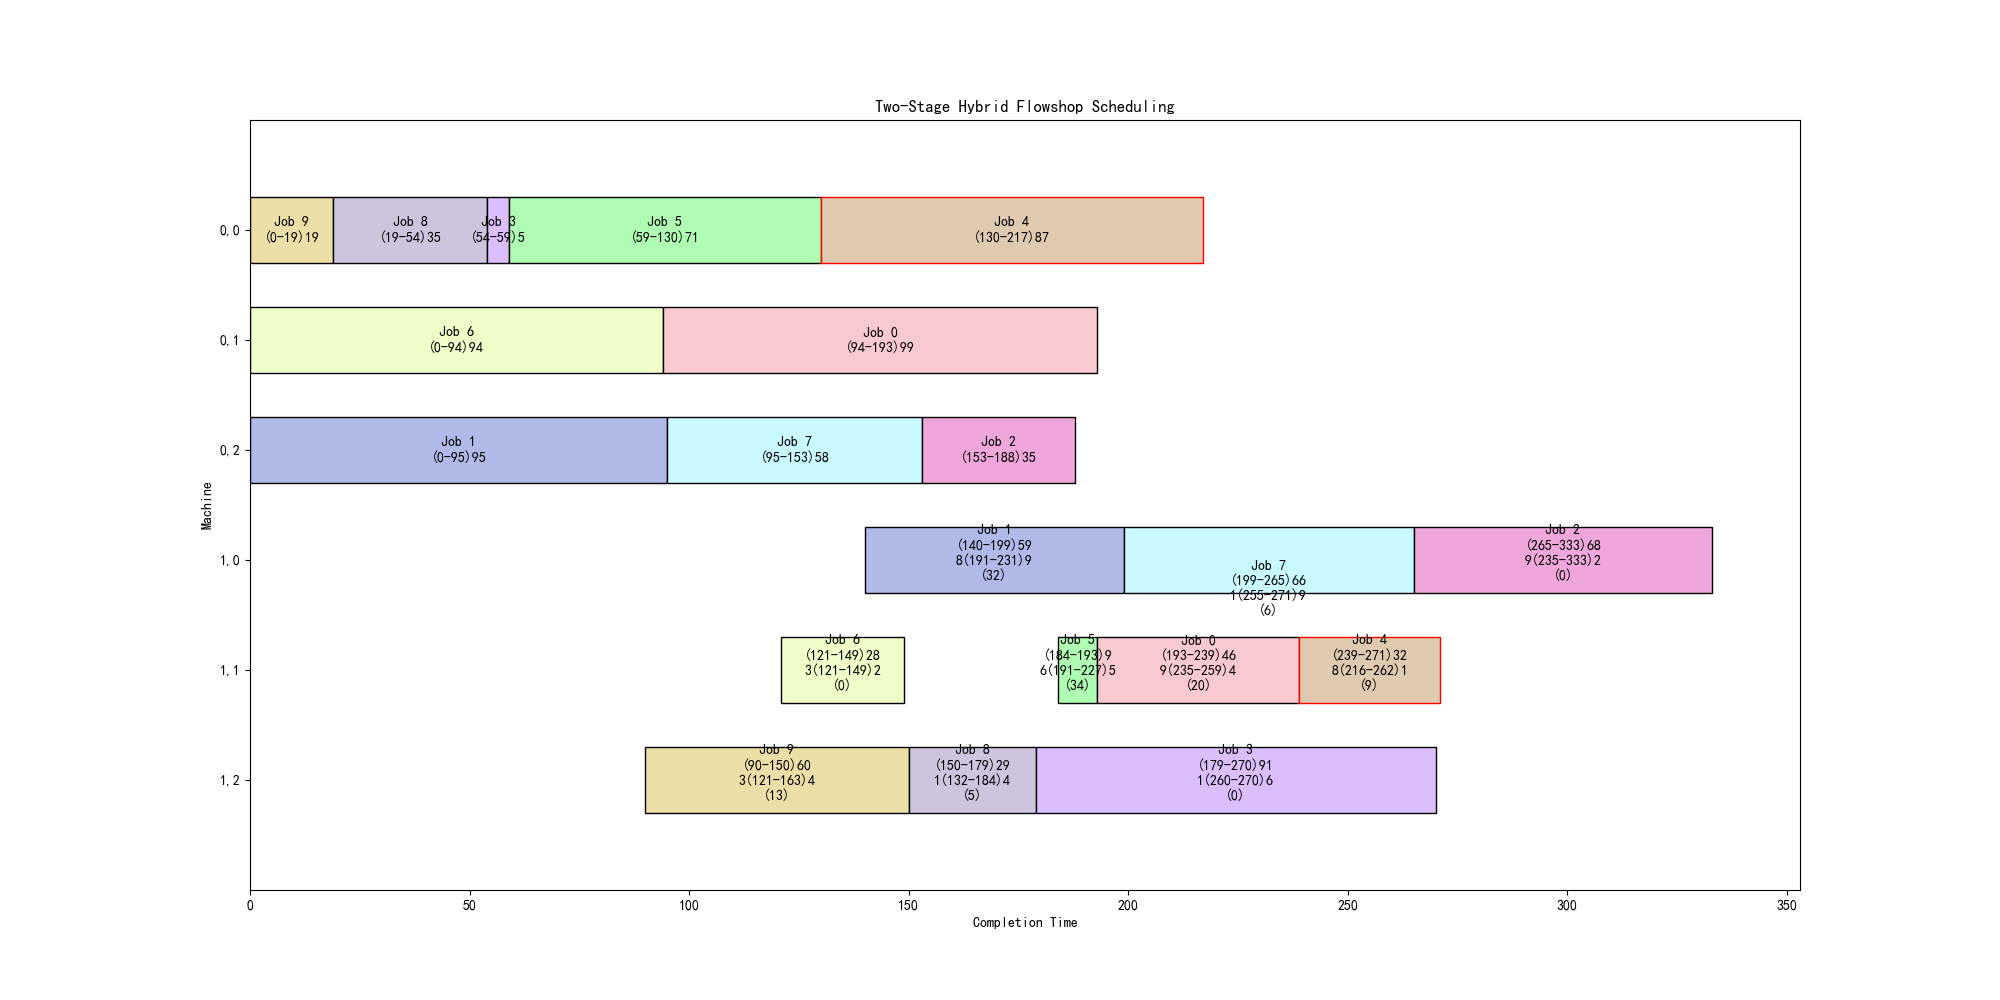 Two-Stage Hybrid Flowshop Scheduling
0,0
Job 9
(0-19)19
Job 8
(19-54)35
Job 3
(54-59)5
Job 5
(59-130)71
Job 4
(130-217)87
0,1
Job 6
(0-94)94
Job 0
(94-193)99
0,2
Job 1
(0-95)95
Job 7
(95-153)58
Job 2
(153-188)35
Machine
1,0
Job 1
(140-199)59
8(191-231)9
(32)
Job 7
(199-265)66
1(255-271)9
(6)
Job 2
(265-333)68
9(235-333)2
(0)
1,1
Job 6
(121-149)28
3(121-149)2
(0)
Job 5
(184-193)9
6(191-227)5
(34)
Job 0
(193-239)46
9(235-259)4
(20)
Job 4
(239-271)32
8(216-262)1
(9)
1,2
Job 9
(90-150)60
3(121-163)4
(13)
Job 8
(150-179)29
1(132-184)4
(5)
Job 3
(179-270)91
1(260-270)6
(0)
0 50 100 150 200 250 300 350
Completion Time